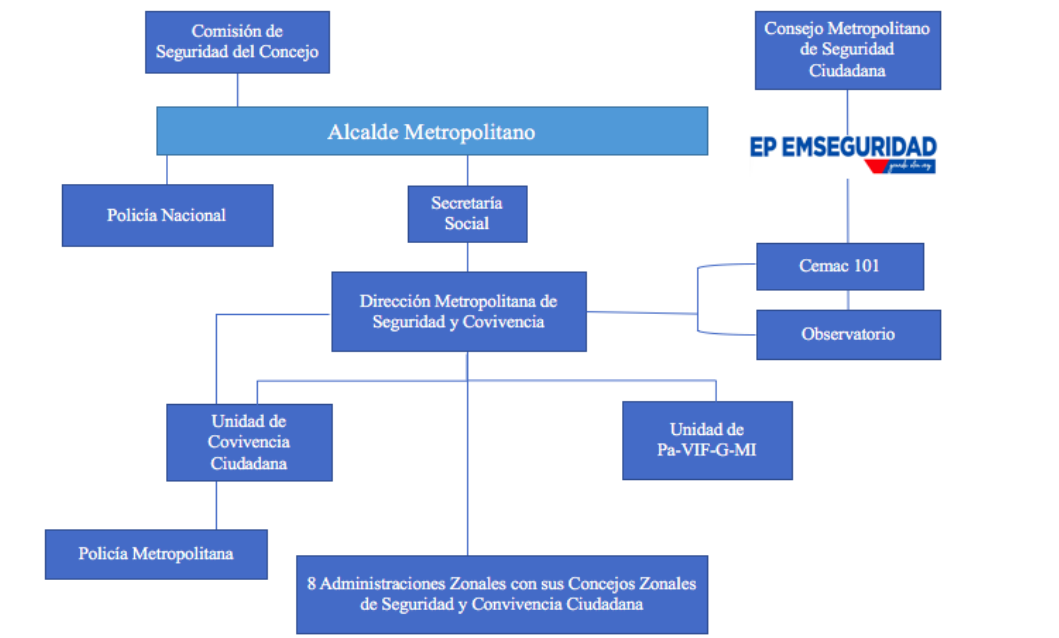 Comisión de
Seguridad del Concejo
Consejo Metropolitano
de Seguridad
Ciudadana
Alcalde Metropolitano
EP EMSEGURIDAD
Policía Nacional
Secretaría
Social
Cemac 101
Dirección Metropolitana de
Seguridad y Covivencia
Observatorio
Unidad de
Covivencia
Ciudadana
Unidad de
Pa-VIF-G-MI
Policía Metropolitana
8 Administraciones Zonales con sus Concejos Zonales
de Seguridad y Convivencia Ciudadana